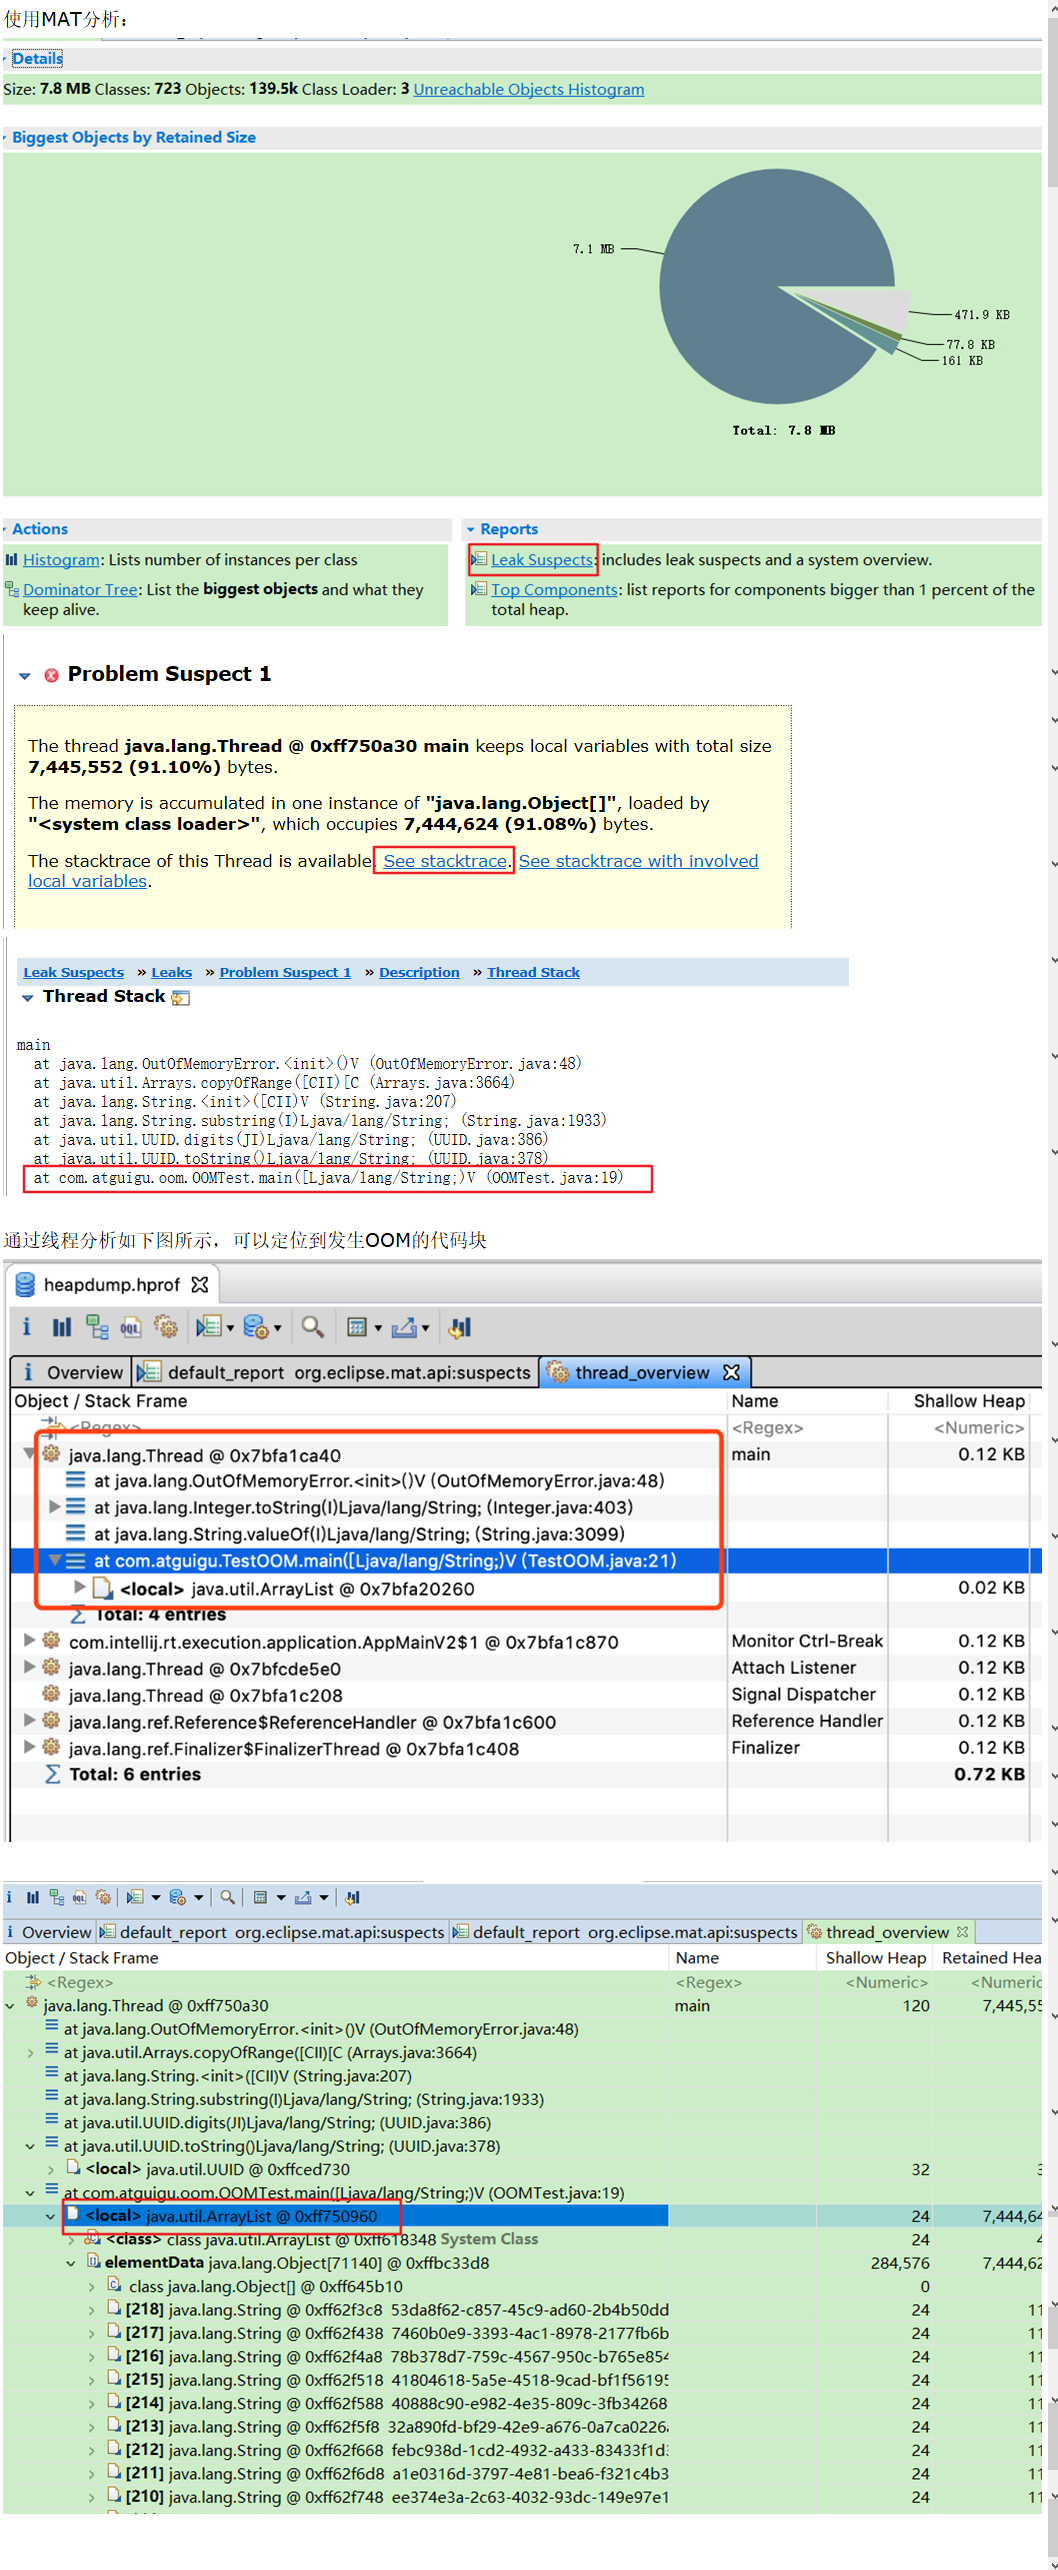 使用MAT分析：
Details
Size: 7.8 MB Classes: 723 Objects: 139.5k Class Loader: 3 Unreachable Objects Histogram
Biggest Objects by Retained Size
7.1 MB
471.9 KB
77.8 KB
161 KB
Total: 7.8 MB
Actions
Histogram: Lists number of instances per class
Dominator Tree: List the biggest objects and what they
keep alive.
Reports
Leak Suspects: includes leak suspects and a system overview.
Top Components: list reports for components bigger than 1 percent of the
total heap.
Problem Suspect 1
The thread java.lang.Thread @ 0xff750a30 main keeps local variables with total size
7,445,552 (91.10%) bytes.
The memory is accumulated in one instance of "java.lang.Object[]", loaded by
"<system class loader>", which occupies 7,444,624 (91.08%) bytes.
The stacktrace of this Thread is available. See stacktrace. See stacktrace with involved
local variables.
Leak Suspects » Leaks » Problem Suspect 1 » Description » Thread Stack
Thread Stack
main
at java.lang.OutOfMemoryError.<init>()V (OutOfMemoryError.java:48)
at java.util.Arrays.copyOfRange([CII)[C (Arrays.java:3664)
at java.lang.String.<init>([CII)V (String.java:207)
at java.lang.String.substring(I)Ljava/lang/String; (String.java:1933)
at java.util.UUID.digits(JI)Ljava/lang/String; (UUID.java:386)
at java.util.UUID.toString()Ljava/lang/String; (UUID.java:378)
at com.atguigu.oom.OOMTest.main([Ljava/lang/String;)V (OOMTest.java:19)
通过线程分析如下图所示，可以定位到发生OOM的代码块
heapdump.hprof
Overview default_report org.eclipse.mat.api:suspects thread_overview
Object / Stack Frame Name Shallow Heap
<Regex> <Regex> <Numeric>
java.lang.Thread @ 0x7bfa1ca40 main 0.12 KB
at java.lang.OutOfMemoryError.<init>()V (OutOfMemoryError.java:48)
at java.lang.Integer.toString(I)Ljava/lang/String; (Integer.java:403)
at java.lang.String.valueOf(I)Ljava/lang/String; (String.java:3099)
at com.atguigu.TestOOM.main([Ljava/lang/String;)V (TestOOM.java:21)
<local> java.util.ArrayList @ 0x7bfa20260 0.02 KB
Total: 4 entries
com.intellij.rt.execution.application.AppMainV2$1 @ 0x7bfa1c870 Monitor Ctrl-Break 0.12 KB
java.lang.Thread @ 0x7bfcde5e0 Attach Listener 0.12 KB
java.lang.Thread @ 0x7bfa1c208 Signal Dispatcher 0.12 KB
java.lang.ref.Reference$ReferenceHandler @ 0x7bfa1c600 Reference Handler 0.12 KB
java.lang.ref.Finalizer$FinalizerThread @ 0x7bfa1c408 Finalizer 0.12 KB
Total: 6 entries 0.72 KB
Overview default_report org.eclipse.mat.api:suspects default_report org.eclipse.mat.api:suspects thread_overview
Object / Stack Frame Name Shallow Heap Retained Hea
<Regex> <Regex> <Numeric> <Numeric
java.lang.Thread @ 0xff750a30 main 120 7,445,55
at java.lang.OutOfMemoryError.<init>()V (OutOfMemoryError.java:48)
at java.util.Arrays.copyOfRange([CII)[C (Arrays.java:3664)
at java.lang.String.<init>([CII)V (String.java:207)
at java.lang.String.substring(I)Ljava/lang/String; (String.java:1933)
at java.util.UUID.digits(JI)Ljava/lang/String; (UUID.java:386)
at java.util.UUID.toString()Ljava/lang/String; (UUID.java:378)
<local> java.util.UUID @ 0xffced730 32
at com.atguigu.oom.OOMTest.main([Ljava/lang/String;)V (OOMTest.java:19)
<local> java.util.ArrayList @ 0xff750960 24 7,444,64
<class> class java.util.ArrayList @ 0xff618348 System Class 24 4
elementData java.lang.Object[71140] @ 0xffbc33d8 284,576 7,444,62
class java.lang.Object[] @ 0xff645b10 0
[218] java.lang.String @ 0xff62f3c8 53da8f62-c857-45c9-ad60-2b4b50dd 24 11
[217] java.lang.String @ 0xff62f438 7460b0e9-3393-4ac1-8978-2177fb6b 24 11
[216] java.lang.String @ 0xff62f4a8 78b378d7-759c-4567-950c-b765e854 24 11
[215] java.lang.String @ 0xff62f518 41804618-5a5e-4518-9cad-bf1f56195 24 11
[214] java.lang.String @ 0xff62f588 40888c90-e982-4e35-809c-3fb34268 24 11
[213] java.lang.String @ 0xff62f5f8 32a890fd-bf29-42e9-a676-0a7ca0226 24 11
[212] java.lang.String @ 0xff62f668 febc938d-1cd2-4932-a433-83433f1d 24 11
[211] java.lang.String @ 0xff62f6d8 a1e0316d-3797-4e81-bea6-f321c4b3 24 11
[210] java.lang.String @ 0xff62f748 ee374e3a-2c63-4032-93dc-149e97e1 24 11